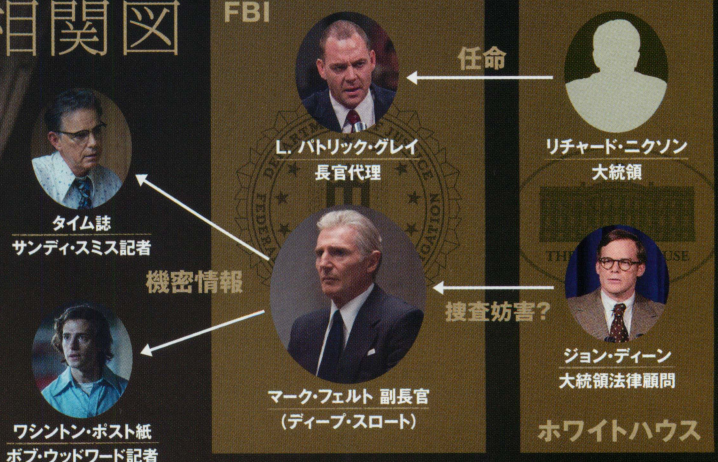 相関図
FBI
任命
L. パトリック・グレイ
長官代理
リチャード・ニクソン
大統領
タイム誌
サンディ・スミス記者
機密情報
捜査妨害?
マーク・フェルト 副長官
(ディープ・スロート)
ジョン・ディーン
大統領法律顧問
ワシントン・ポスト紙
ボブ・ウッドワード記者
ホワイトハウス